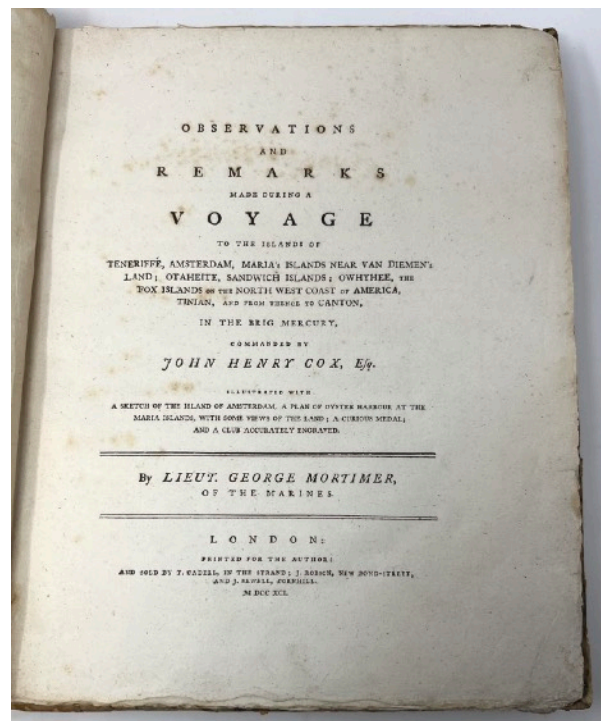 OBSERVATIONS
AND
REMARKS
MADE DURING A
VOYAGE
TO THE ISLANDS OF
TENERIFFE, AMSTERDAM, MARIA's ISLANDS NEAR VAN DIEMEN's
LAND; OTAHEITE, SANDWICH ISLANDS; OWHYHEE, THE
FOX ISLANDS ON THE NORTH WEST COAST OF AMERICA,
TINIAN, AND FROM THENCE TO CANTON,
IN THE BRIG MERCURY,
COMMANDED BY
JOHN HENRY COX, Esq.
ILLUSTRATED WITH
A SKETCH OF THE ISLAND OF AMSTERDAM, A PLAN OF OYSTER HARBOUR AT THE
MARIA ISLANDS, WITH SOME VIEWS OF THE LAND; A CURIOUS MEDAL;
AND A CLUB ACCURATELY ENGRAVED.
By LIEUT. GEORGE MORTIMER,
OF THE MARINES.
LONDON:
PRINTED FOR THE AUTHOR:
AND SOLD BY T. CADELL, IN THE STRAND; J. ROBSON, NEW BOND-STREET,
AND J. SEWELL, CORNHILL.
M DCC XCI.